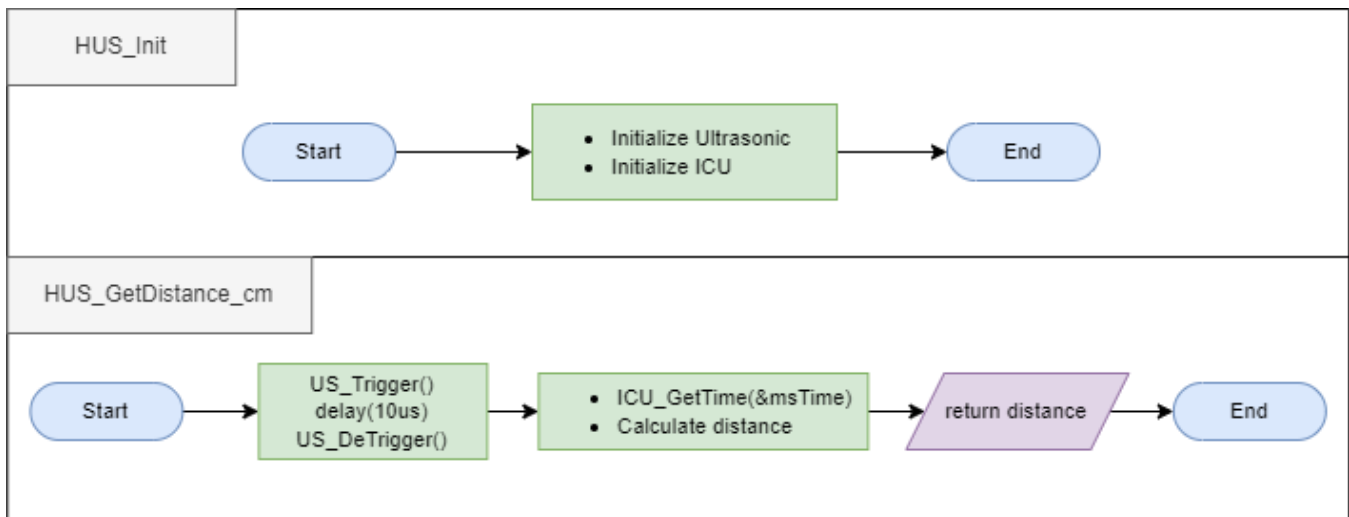 HUS_Init
Start
• Initialize Ultrasonic
• Initialize ICU
End
HUS_GetDistance_cm
Start
US_Trigger()
delay(10us)
US_DeTrigger()
• ICU_GetTime(&msTime)
• Calculate distance
return distance
End